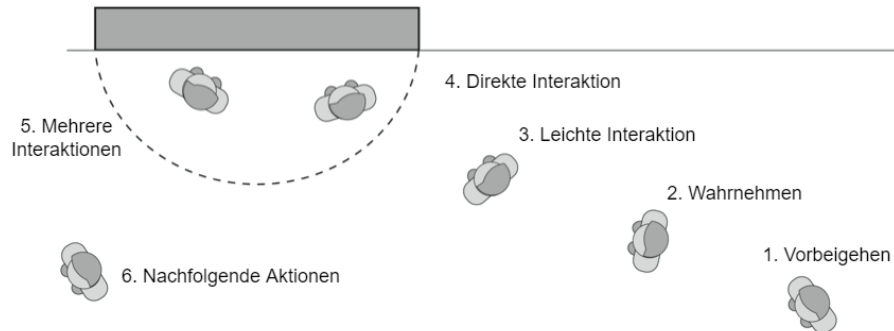 4. Direkte Interaktion
5. Mehrere
Interaktionen
3. Leichte Interaktion
2. Wahrnehmen
1. Vorbeigehen
6. Nachfolgende Aktionen